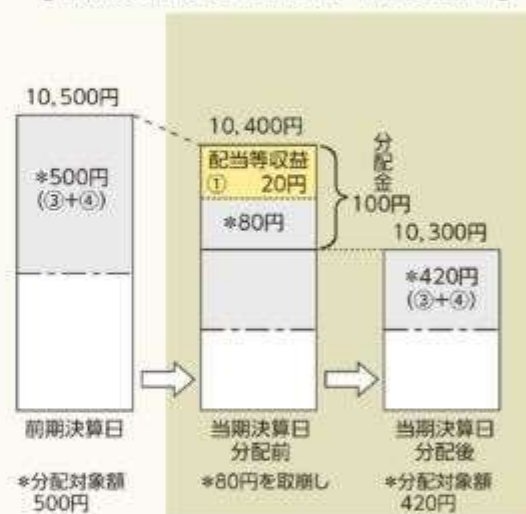 10,500円
*500円
(③+④)
前期決算日
*分配対象額
500円
10,400円
配当等収益
① 20円
*80円
分配金
100円
当期決算日
分配前
*80円を取崩し
10,300円
*420円
(③+④)
当期決算日
分配後
*分配対象額
420円